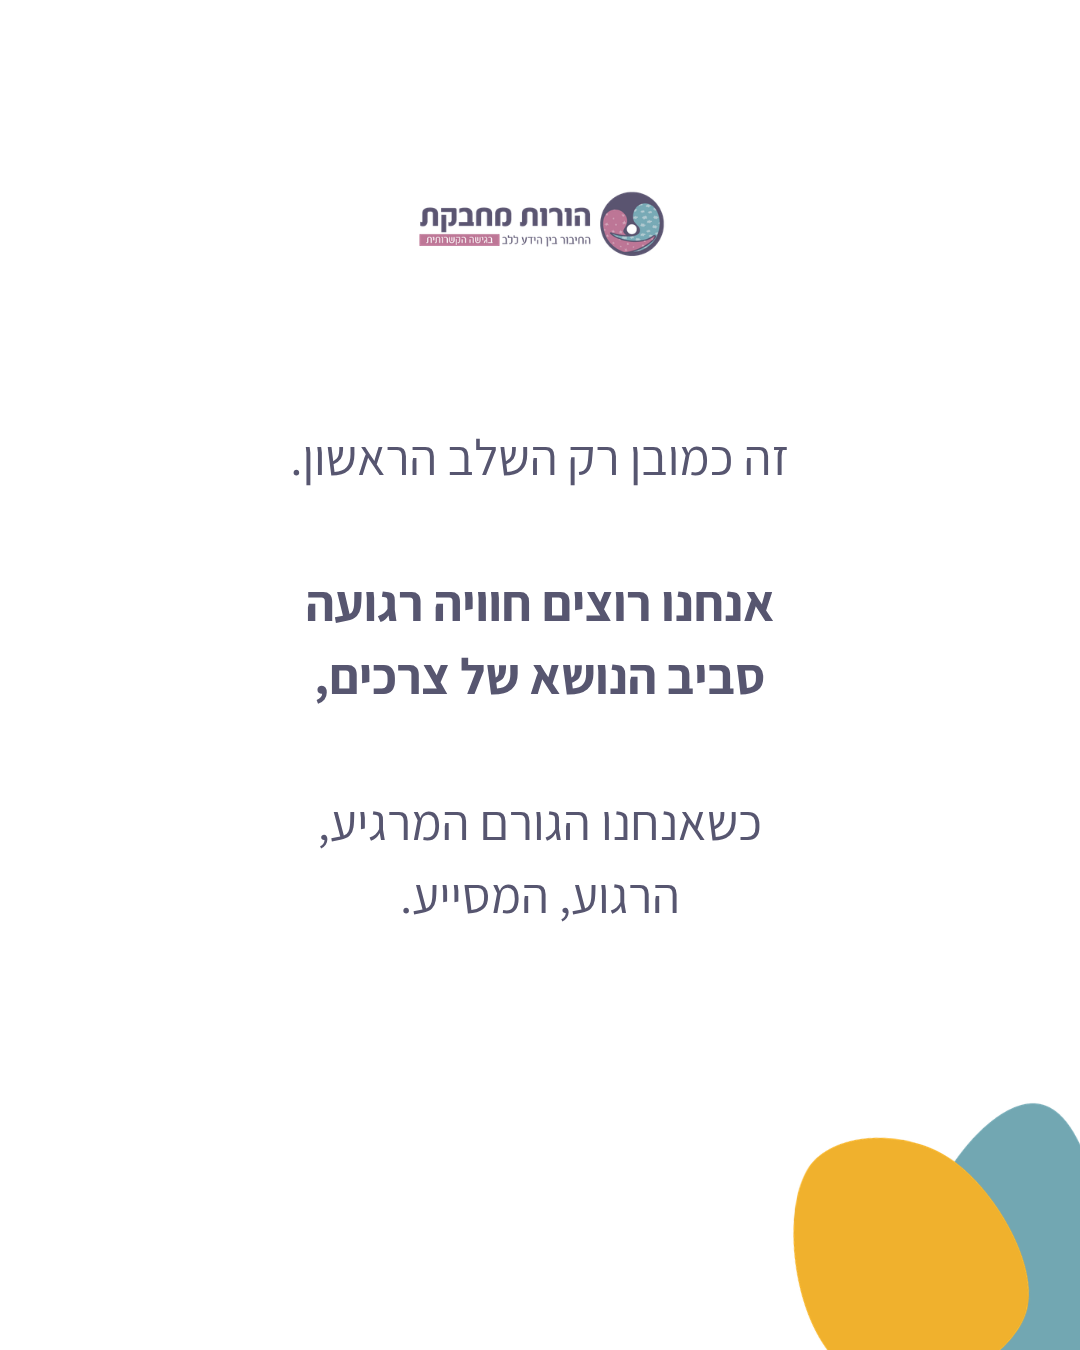 הורות מחבקת
החיבור בין הידע ללב בגישה הקשרותית
זה כמובן רק השלב הראשון.
אנחנו רוצים חוויה רגועה
סביב הנושא של צרכים,
כשאנחנו הגורם המרגיע,
הרגוע, המסייע.